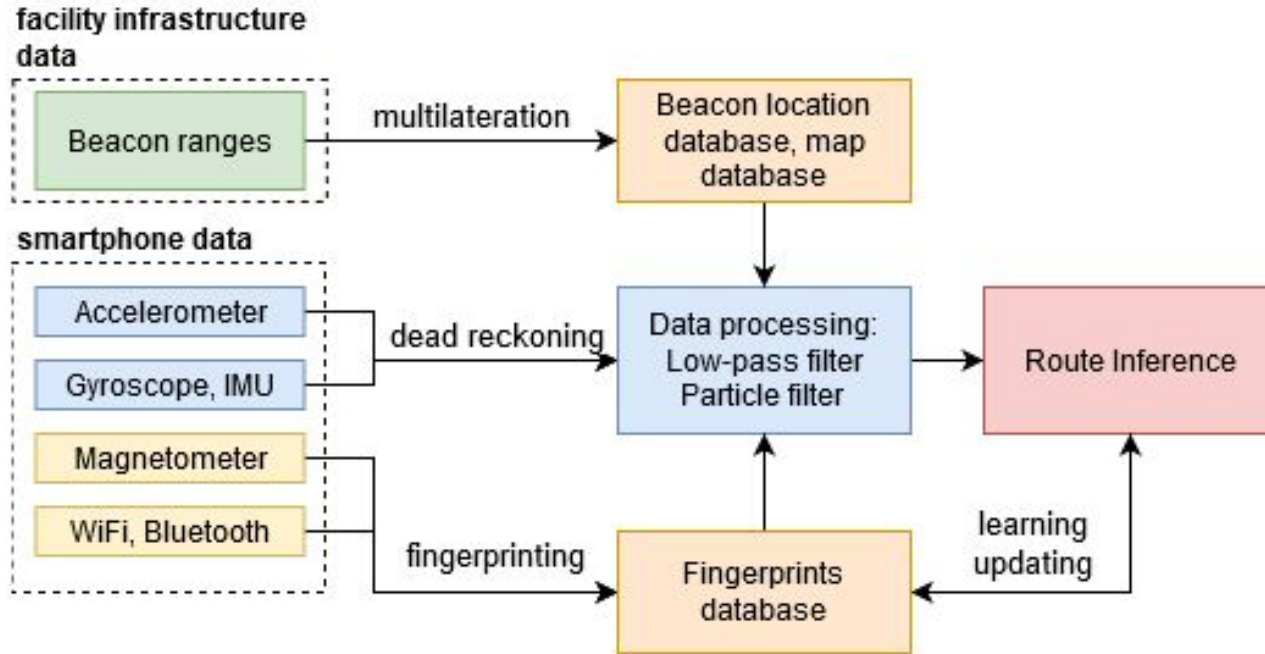 facility infrastructure
data
Beacon ranges
multilateration
Beacon location
database, map
database
smartphone data
Accelerometer
Gyroscope, IMU
dead reckoning
Data processing:
Low-pass filter
Particle filter
Route Inference
Magnetometer
WiFi, Bluetooth
fingerprinting
Fingerprints
database
learning
updating